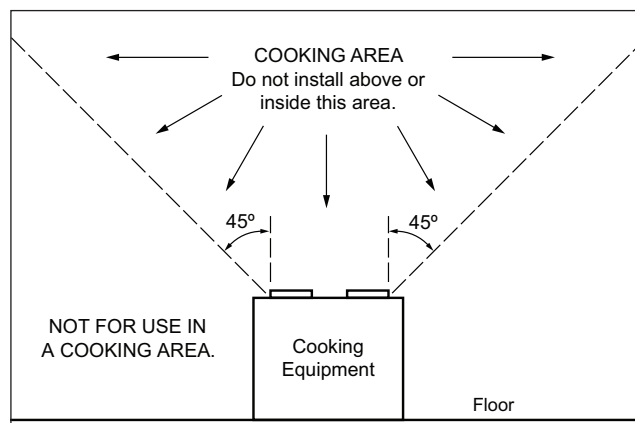 COOKING AREA
Do not install above or
inside this area.
45º
45º
NOT FOR USE IN
A COOKING AREA.
Cooking
Equipment
Floor